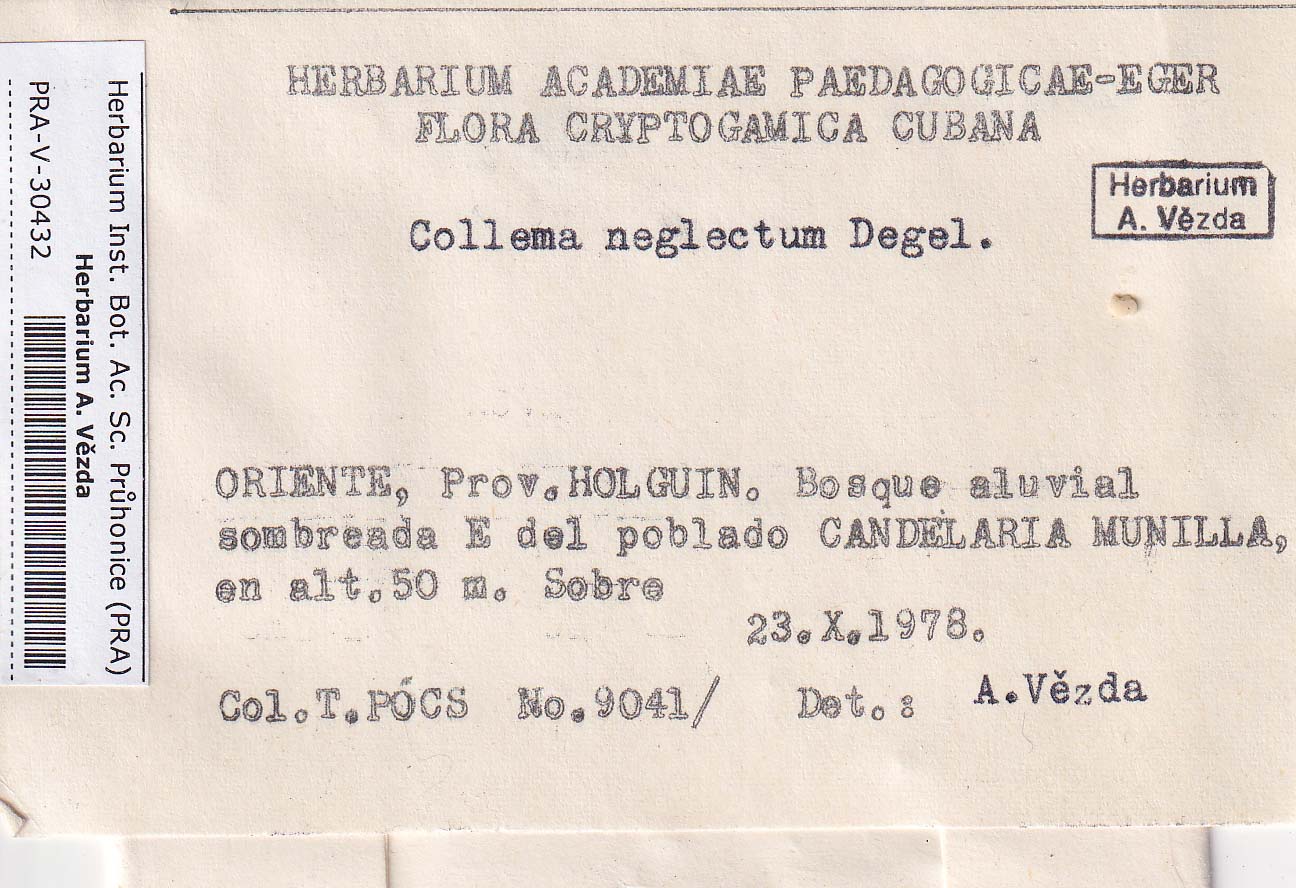 HERBARIUM ACADEMIAE PAEDAGOGICAE-EGER
FLORA CRYPTOGAMICA CUBANA
Herbarium
A. Vězda
Collema neglectum Degel.
ORIENTE, Prov.HOLGUIN. Bosque aluvial
sombreada E del poblado CANDELARIA MUNILLA,
en alt.50 m. Sobre
23.X.1978.
Col.T.PÓCS No.9041/ Det.: A.Vězda
Herbarium Inst. Bot. Ac. Sc. Průhonice (PRA)
Herbarium A. Vězda
PRA-V-30432